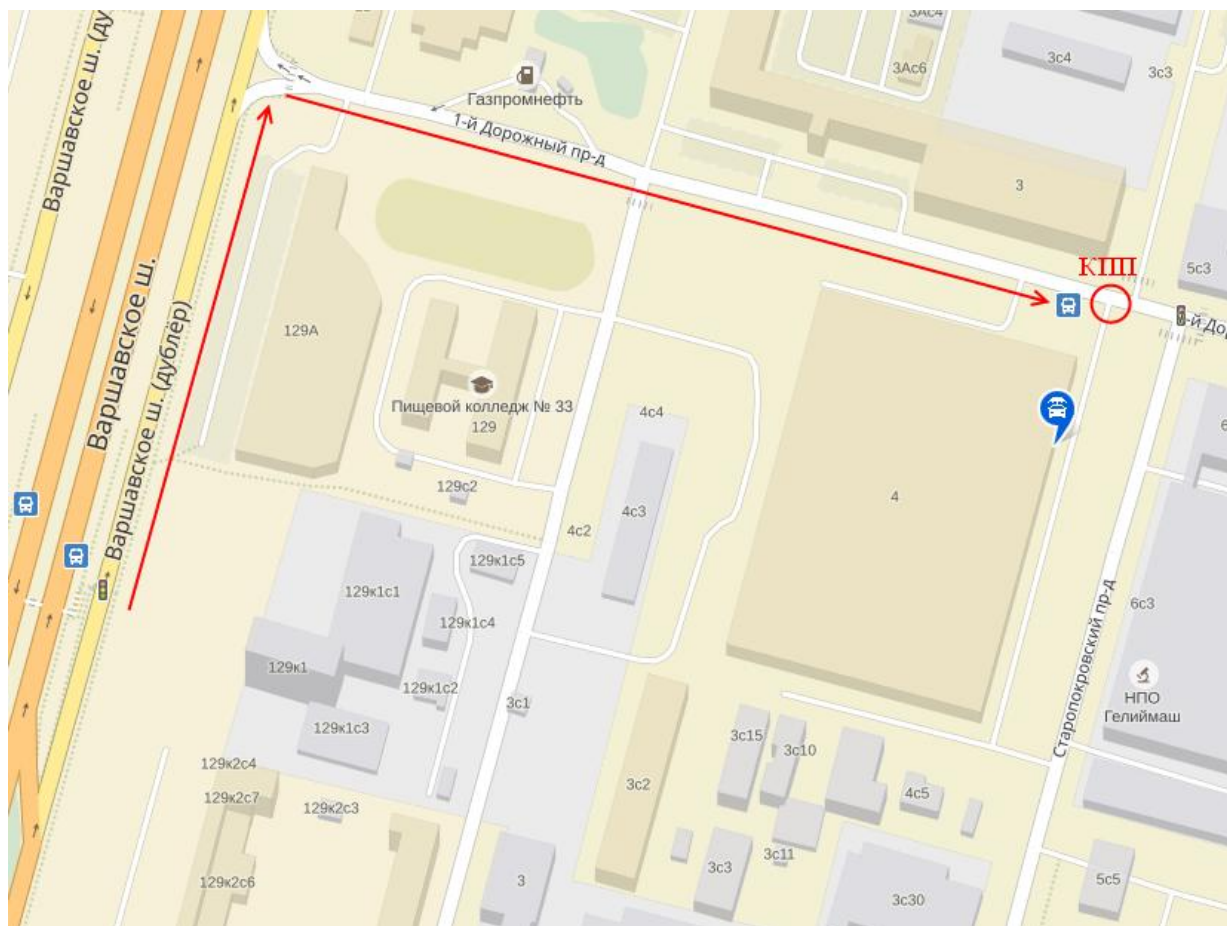 Варшавское ш. (ду
3Ас4
3с4
3с3
3Ас6
Газпромнефть
1-й Дорожный пр-д
3
КПП
5с3
-й Дор
129А
Варшавское ш.
Варшавское ш. (дублёр)
Пищевой колледж № 33
129
4с4
6
129с2
4
4с3
4с2
129к1с5
129к1с1
6с3
129к1с4
129к1
129к1с2
НПО
Гелиймаш
Старопокровский пр-д
3с1
129к1с3
3с15
3с10
129к2с4
3с2
129к2с7
129к2с3
4с5
3с11
3с3
129к2с6
3
5с5
3с30